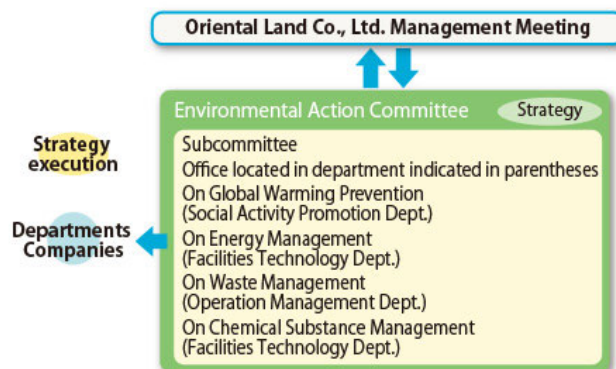 Oriental Land Co., Ltd. Management Meeting
Environmental Action Committee
Strategy
Subcommittee
Office located in department indicated in parentheses
On Global Warming Prevention
(Social Activity Promotion Dept.)
On Energy Management
(Facilities Technology Dept.)
On Waste Management
(Operation Management Dept.)
On Chemical Substance Management
(Facilities Technology Dept.)
Strategy
execution
Departments
Companies